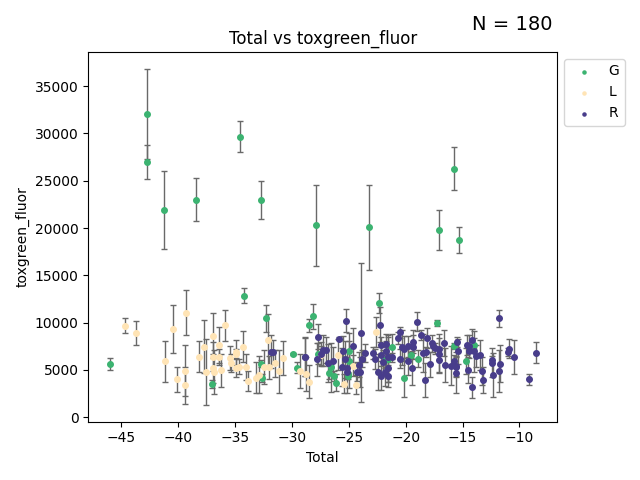 N = 180
Total vs toxgreen_fluor
G
L
R
35000
30000
25000
20000
15000
10000
5000
0
toxgreen_fluor
−45 −40 −35 −30 −25 −20 −15 −10
Total